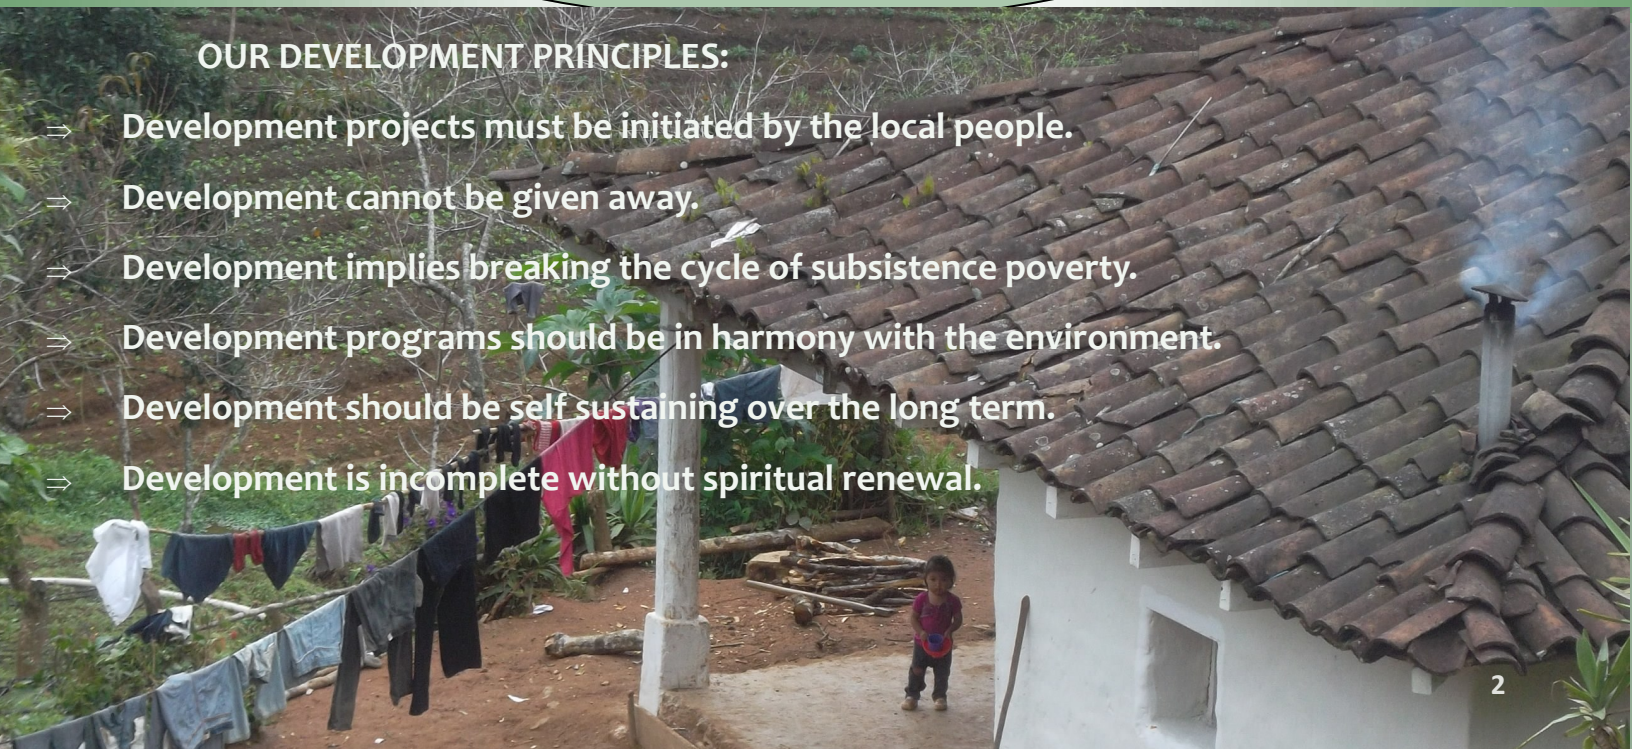 OUR DEVELOPMENT PRINCIPLES:
⇒ Development projects must be initiated by the local people.
⇒ Development cannot be given away.
⇒ Development implies breaking the cycle of subsistence poverty.
⇒ Development programs should be in harmony with the environment.
⇒ Development should be self sustaining over the long term.
⇒ Development is incomplete without spiritual renewal.
2